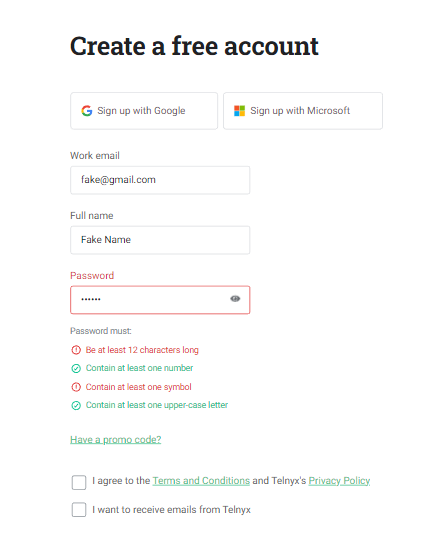 Create a free account
Sign up with Google
Sign up with Microsoft
Work email
fake@gmail.com
Full name
Fake Name
Password
••••••
Password must:
Be at least 12 characters long
Contain at least one number
Contain at least one symbol
Contain at least one upper-case letter
Have a promo code?
I agree to the Terms and Conditions and Telnyx's Privacy Policy
I want to receive emails from Telnyx